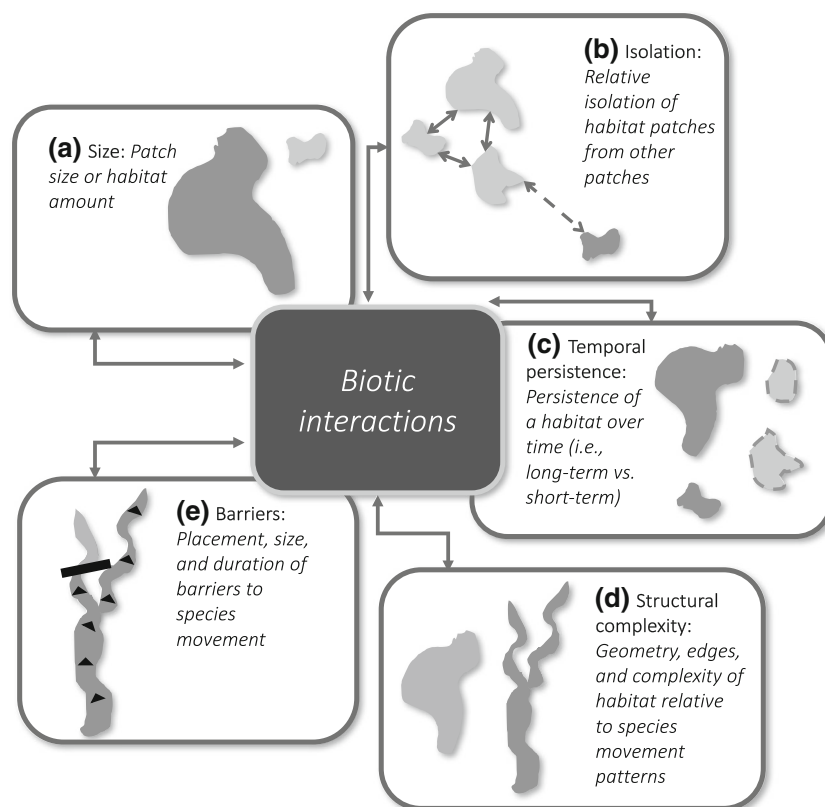 (a) Size: Patch
size or habitat
amount
(b) Isolation:
Relative
isolation of
habitat patches
from other
patches
Biotic
interactions
(c) Temporal
persistence:
Persistence of
a habitat over
time (i.e.,
long-term vs.
short-term)
(e) Barriers:
Placement, size,
and duration of
barriers to
species
movement
(d) Structural
complexity:
Geometry, edges,
and complexity of
habitat relative
to species
movement
patterns